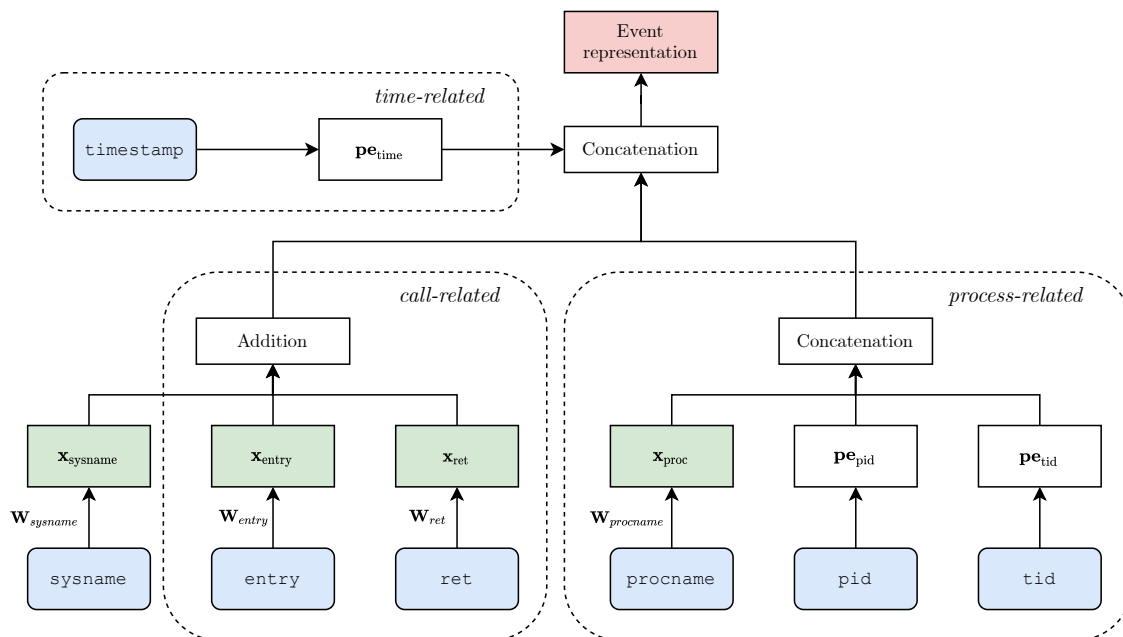 Event
representation
time-related
timestamp
pe_time
Concatenation
call-related
process-related
Addition
Concatenation
x_sysname
x_entry
x_ret
x_proc
pe_pid
pe_tid
W_sysname
W_entry
W_ret
W_procname
sysname
entry
ret
procname
pid
tid